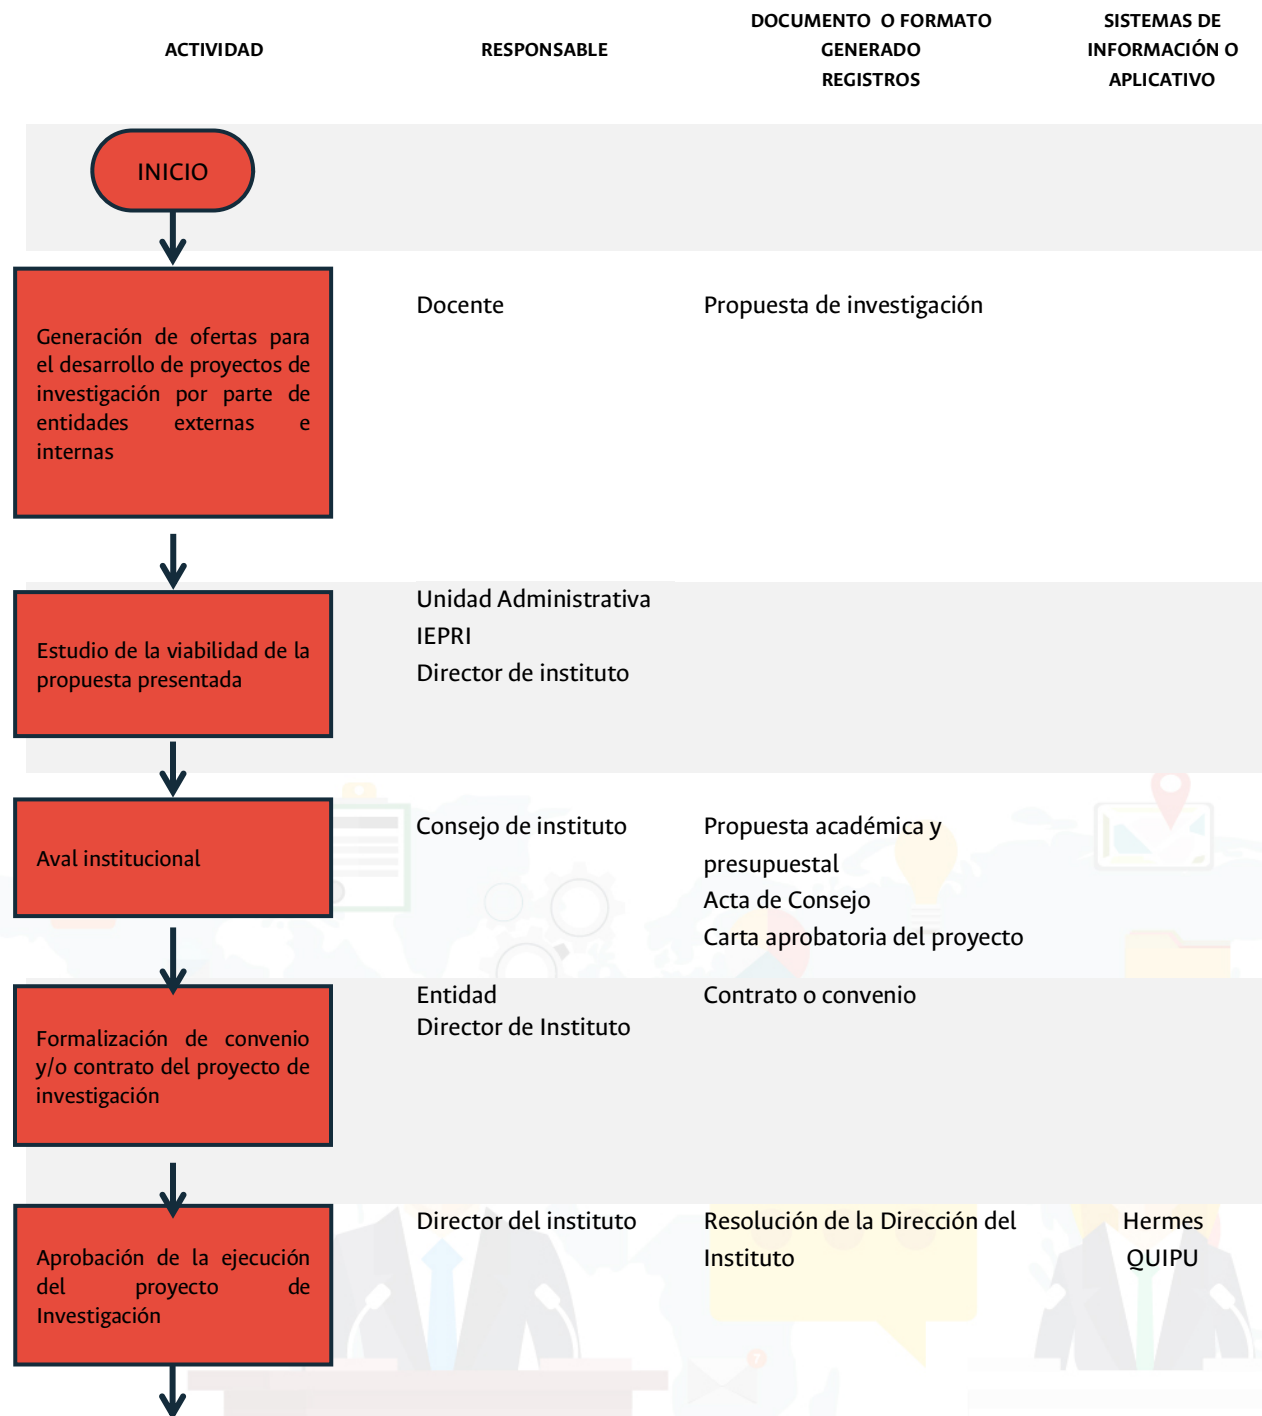 ACTIVIDAD
RESPONSABLE
DOCUMENTO O FORMATO
GENERADO
REGISTROS
SISTEMAS DE
INFORMACIÓN O
APLICATIVO
INICIO
Generación de ofertas para
el desarrollo de proyectos de
investigación por parte de
entidades externas e
internas
Docente
Propuesta de investigación
Estudio de la viabilidad de la
propuesta presentada
Unidad Administrativa
IEPRI
Director de instituto
Aval institucional
Consejo de instituto
Propuesta académica y
presupuestal
Acta de Consejo
Carta aprobatoria del proyecto
Formalización de convenio
y/o contrato del proyecto de
investigación
Entidad
Director de Instituto
Contrato o convenio
Aprobación de la ejecución
del proyecto de
Investigación
Director del instituto
Resolución de la Dirección del
Instituto
Hermes
QUIPU